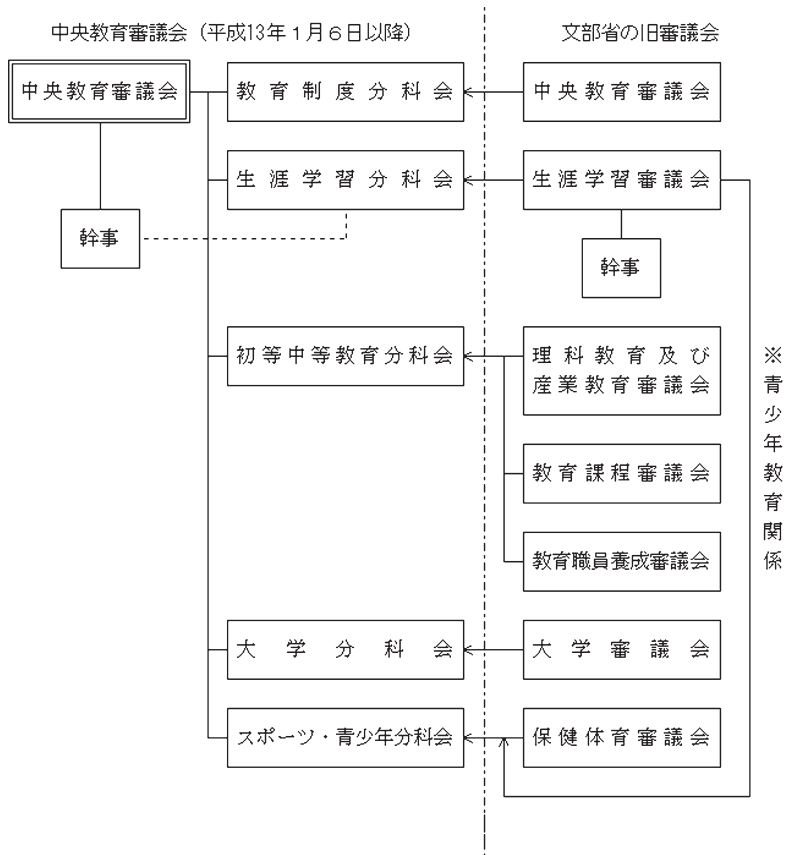 中央教育審議会（平成13年１月６日以降）
文部省の旧審議会
中央教育審議会
教育制度分科会
中央教育審議会
生涯学習分科会
生涯学習審議会
幹事
幹事
初等中等教育分科会
理科教育及び
産業教育審議会
教育課程審議会
教育職員養成審議会
大学分科会
大学審議会
スポーツ・青少年分科会
保健体育審議会
※青少年教育関係